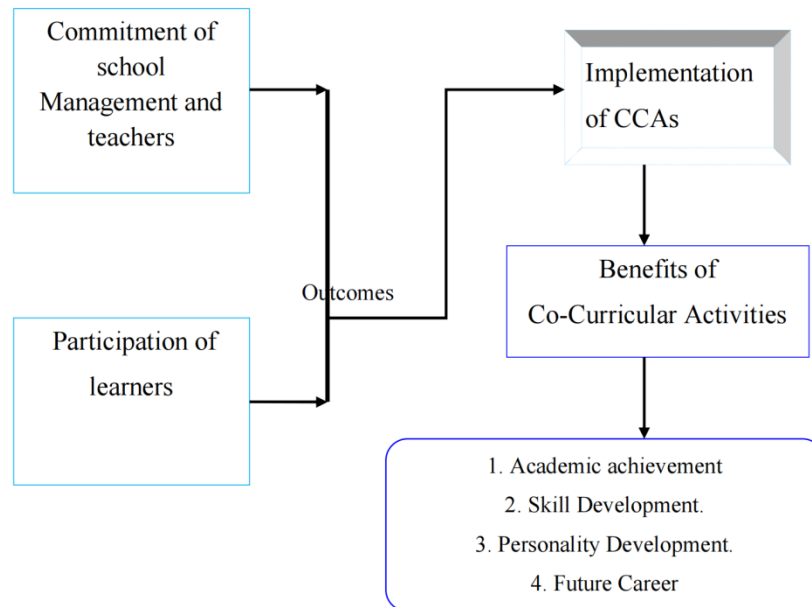 Commitment of
school
Management and
teachers
Implementation
of CCAs
Outcomes
Participation of
learners
Benefits of
Co-Curricular Activities
1. Academic achievement
2. Skill Development.
3. Personality Development.
4. Future Career